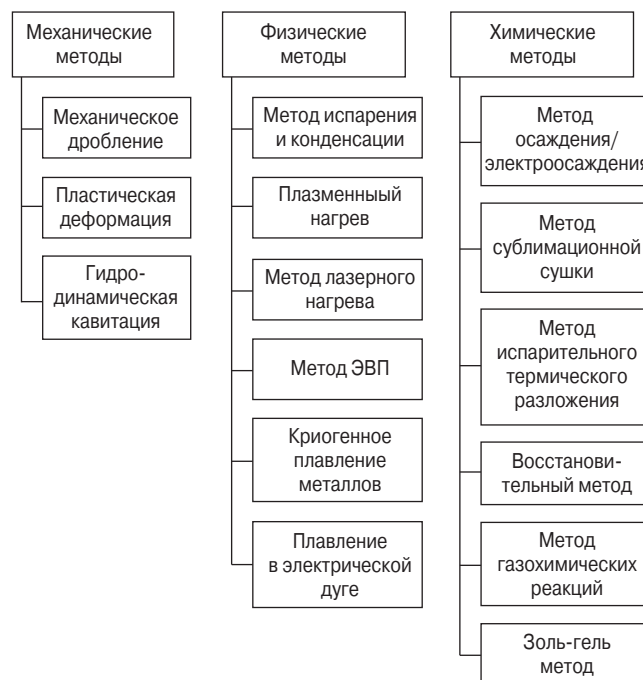 Механические
методы
Механическое
дробление
Пластическая
деформация
Гидро-
динамическая
кавитация
Физические
методы
Метод испарения
и конденсации
Плазменныый
нагрев
Метод лазерного
нагрева
Метод ЭВП
Криогенное
плавление
металлов
Плавление
в электрической
дуге
Химические
методы
Метод
осаждения/
электроосаждения
Метод
сублимационной
сушки
Метод
испарительного
термического
разложения
Восстанови-
тельный метод
Метод
газохимических
реакций
Золь-гель
метод